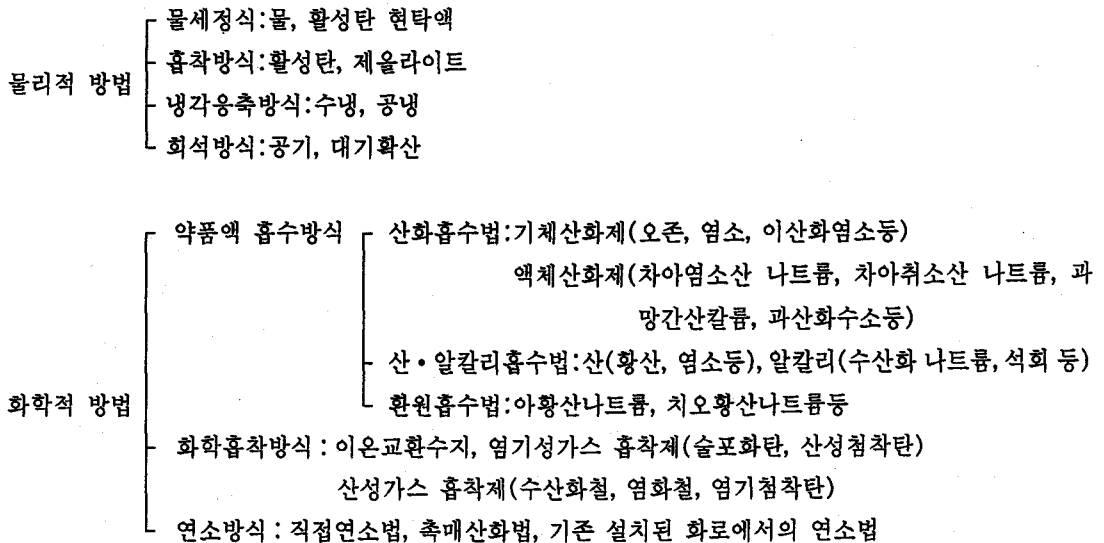 물세정식:물, 활성탄 현탁액
흡착방식:활성탄, 제올라이트
물리적 방법
냉각응축방식:수냉, 공냉
희석방식:공기, 대기확산
약품액 흡수방식 산화흡수법:기체산화제(오존, 염소, 이산화염소등)
액체산화제(차아염소산 나트륨, 차아취소산 나트륨, 과
망간산칼륨, 과산화수소등)
산•알칼리흡수법:산(황산, 염소등), 알칼리(수산화 나트륨, 석회 등)
화학적 방법
환원흡수법:아황산나트륨, 치오황산나트륨등
화학흡착방식 : 이온교환수지, 염기성가스 흡착제(술포화탄, 산성첨착탄)
산성가스 흡착제(수산화철, 염화철, 염기첨착탄)
연소방식 : 직접연소법, 촉매산화법, 기존 설치된 화로에서의 연소법